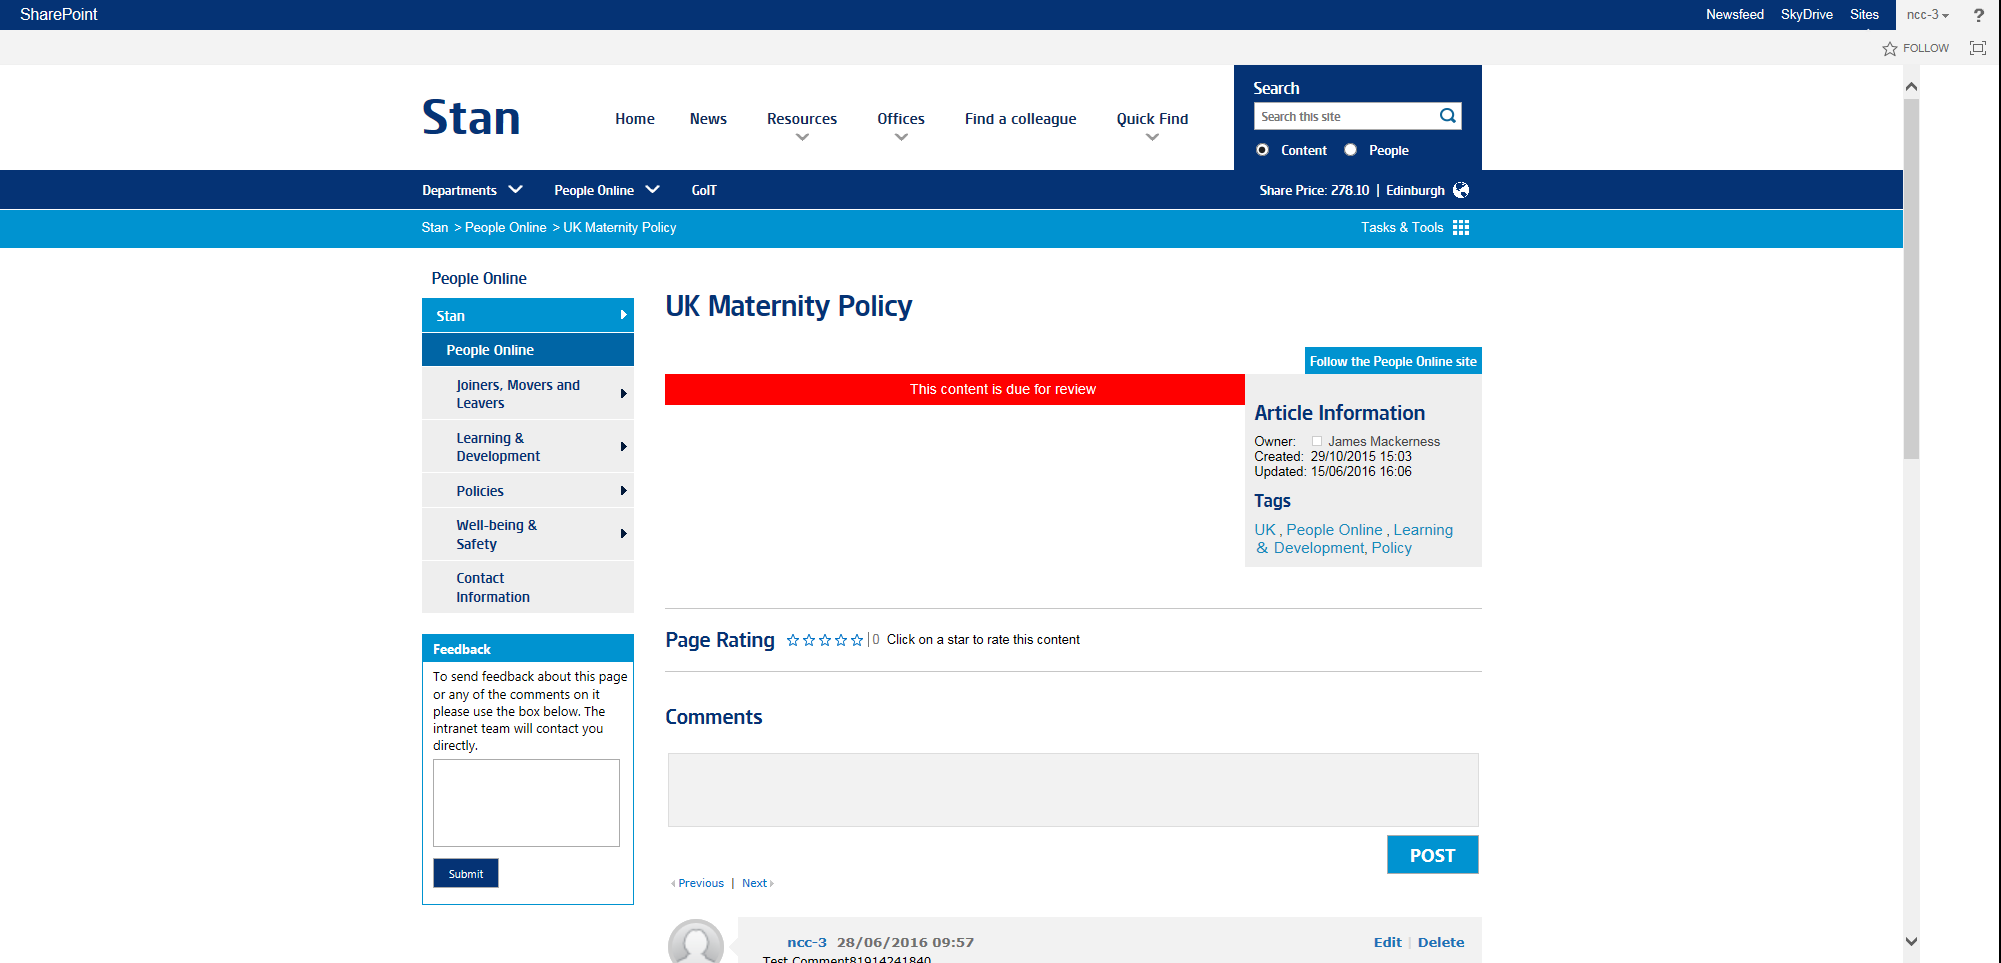 SharePoint
Newsfeed SkyDrive Sites ncc-3 ?
FOLLOW
Stan
Home News Resources Offices Find a colleague Quick Find
Search
Search this site
Content People
Departments People Online GoIT
Share Price: 278.10 | Edinburgh
Stan > People Online > UK Maternity Policy
Tasks & Tools
People Online
Stan
People Online
Joiners, Movers and
Leavers
Learning &
Development
Policies
Well-being &
Safety
Contact
Information
Feedback
To send feedback about this page
or any of the comments on it
please use the box below. The
intranet team will contact you
directly.
Submit
UK Maternity Policy
Follow the People Online site
This content is due for review
Article Information
Owner: James Mackerness
Created: 29/10/2015 15:03
Updated: 15/06/2016 16:06
Tags
UK , People Online , Learning
& Development, Policy
Page Rating | 0 Click on a star to rate this content
Comments
POST
Previous | Next
ncc-3 28/06/2016 09:57
Edit | Delete
Test Comment81914241840